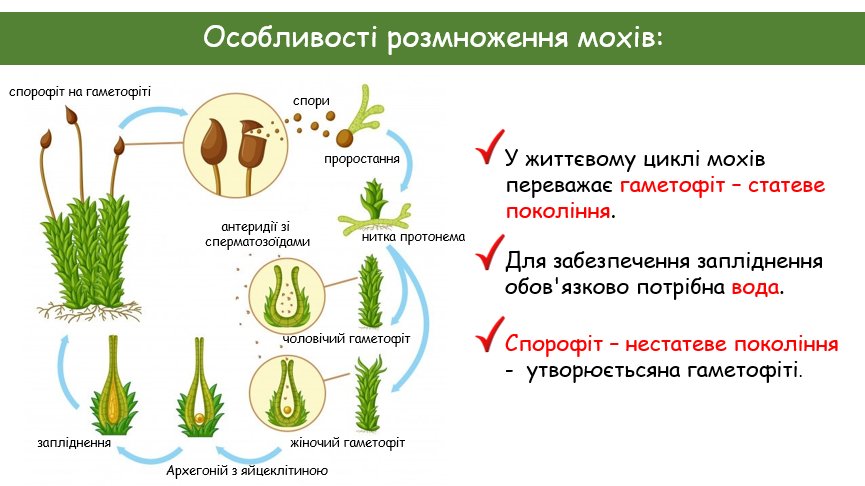 Особливості розмноження мохів:
спорофіт на гаметофіті
спори
проростання
нитка протонема
антеридії зі
сперматозоїдами
чоловічий гаметофіт
жіночий гаметофіт
запліднення
Архегоній з яйцеклітиною
У життєвому циклі мохів
переважає гаметофіт – статеве
покоління.
Для забезпечення запліднення
обов'язково потрібна вода.
Спорофіт – нестатеве покоління
- утворюєтьсяна гаметофіті.